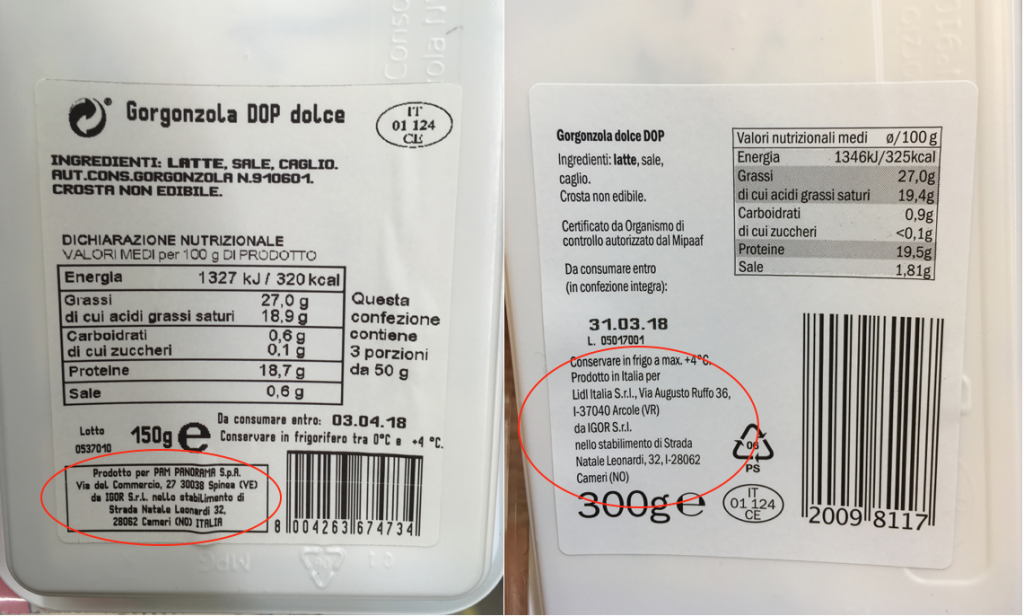 Gorgonzola DOP dolce
IT
01 124
CE
INGREDIENTI: LATTE, SALE, CAGLIO.
AUT.CONS.GORGONZOLA N.910601.
CROSTA NON EDIBILE.
DICHIARAZIONE NUTRIZIONALE
VALORI MEDI per 100 g DI PRODOTTO
Energia 1327 kJ / 320 kcal
Grassi 27,0 g
di cui acidi grassi saturi 18,9 g
Carboidrati 0,6 g
di cui zuccheri 0,1 g
Proteine 18,7 g
Sale 0,6 g
Questa
confezione
contiene
3 porzioni
da 50 g
Lotto
0537010
150g e
Da consumare entro: 03.04.18
Conservare in frigorifero tra 0°C e +4 °C.
Prodotto per PAM PANORAMA S.p.A.
Via del Commercio, 27 30038 Spinea (VE)
da IGOR S.r.L. nello stabilimento di
Strada Natale Leonardi 32,
28062 Cameri (NO) ITALIA
8 004263 674734
Gorgonzola dolce DOP
Ingredienti: latte, sale,
caglio.
Crosta non edibile.
Certificato da Organismo di
controllo autorizzato dal Mipaaf
Da consumare entro
(in confezione integra):
31.03.18
L. 05017001
Conservare in frigo a max. +4°C.
Prodotto in Italia per
Lidl Italia S.r.l., Via Augusto Ruffo 36,
I-37040 Arcole (VR)
da IGOR S.r.l.
nello stabilimento di Strada
Natale Leonardi, 32, I-28062
Cameri (NO)
300g e
Valori nutrizionali medi ø/100 g
Energia 1346kJ/325kcal
Grassi 27,0g
di cui acidi grassi saturi 19,4g
Carboidrati 0,9g
di cui zuccheri <0,1g
Proteine 19,5g
Sale 1,81g
06
PS
IT
01 124
CE
2009 8117